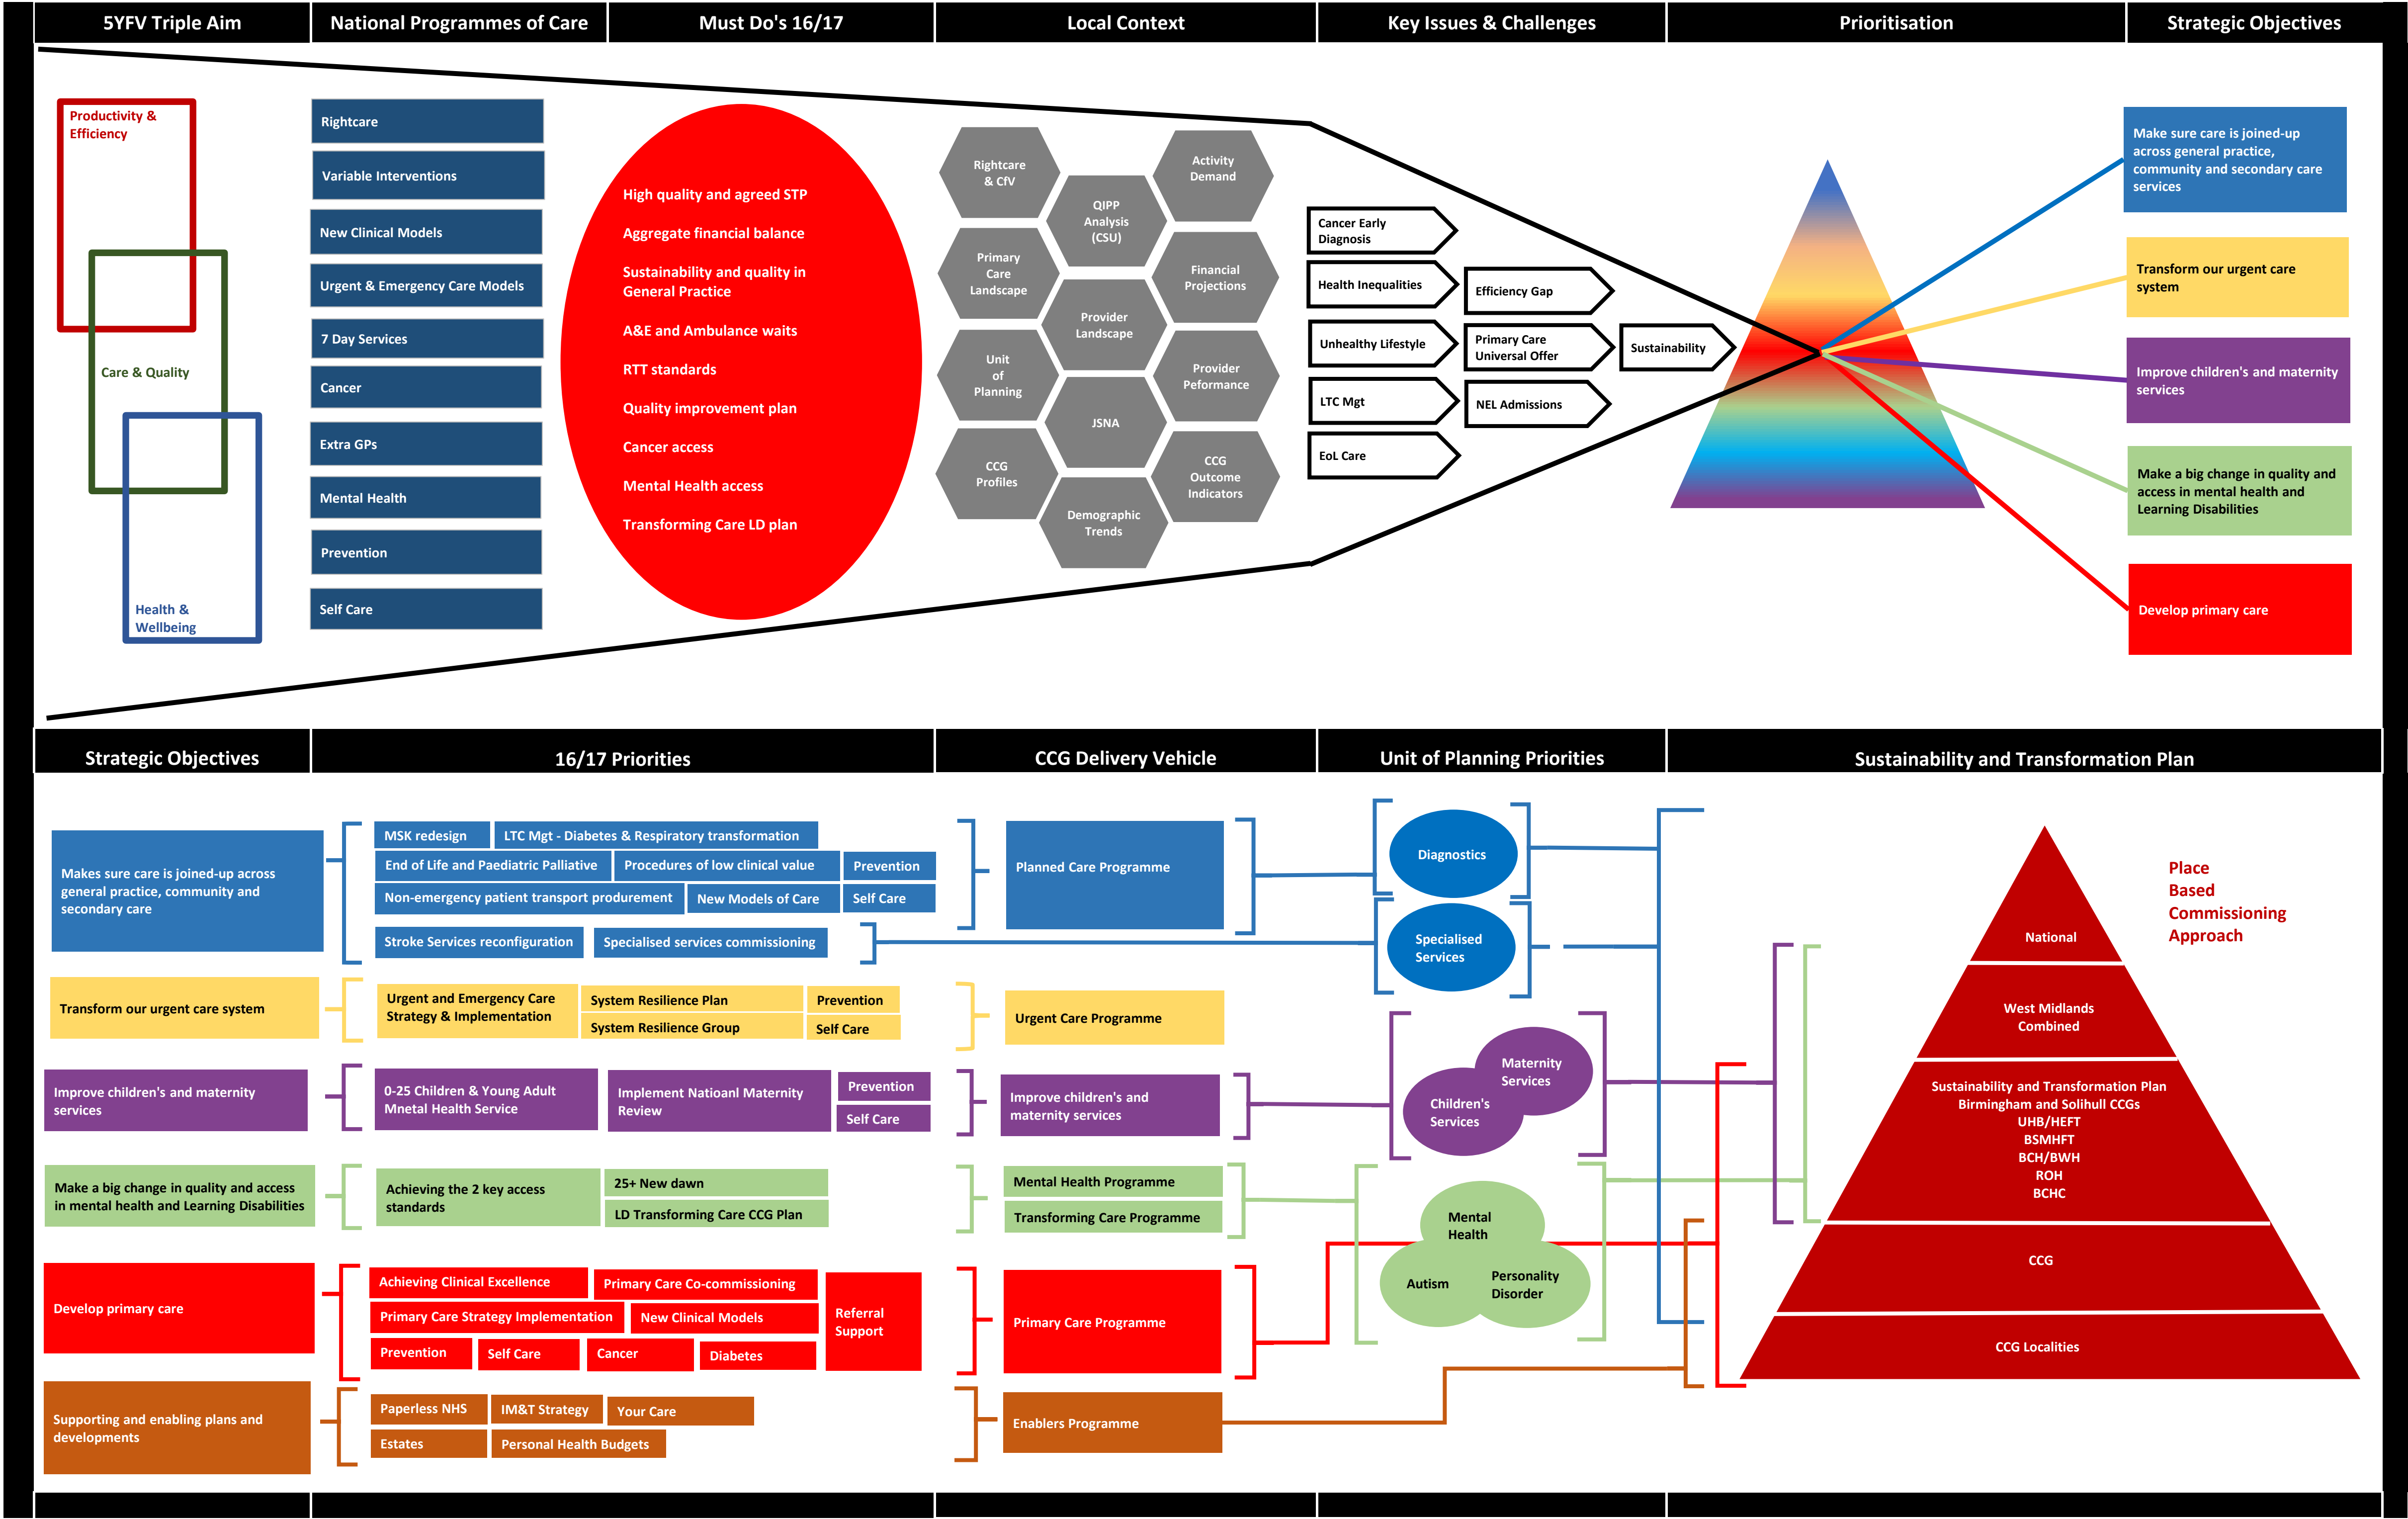 5YFV Triple Aim
National Programmes of Care
Must Do's 16/17
Local Context
Key Issues & Challenges
Prioritisation
Strategic Objectives
Productivity &
Efficiency
Care & Quality
Health &
Wellbeing
Rightcare
Variable Interventions
New Clinical Models
Urgent & Emergency Care Models
7 Day Services
Cancer
Extra GPs
Mental Health
Prevention
Self Care
High quality and agreed STP
Aggregate financial balance
Sustainability and quality in
General Practice
A&E and Ambulance waits
RTT standards
Quality improvement plan
Cancer access
Mental Health access
Transforming Care LD plan
Rightcare
& CfV
Primary
Care
Landscape
Unit
of
Planning
CCG
Profiles
QIPP
Analysis
(CSU)
Provider
Landscape
JSNA
Demographic
Trends
Activity
Demand
Financial
Projections
Provider
Peformance
CCG
Outcome
Indicators
Cancer Early
Diagnosis
Health Inequalities
Unhealthy Lifestyle
LTC Mgt
EoL Care
Efficiency Gap
Primary Care
Universal Offer
NEL Admissions
Sustainability
Make sure care is joined-up
across general practice,
community and secondary care
services
Transform our urgent care
system
Improve children's and maternity
services
Make a big change in quality and
access in mental health and
Learning Disabilities
Develop primary care
Strategic Objectives
16/17 Priorities
CCG Delivery Vehicle
Unit of Planning Priorities
Sustainability and Transformation Plan
Makes sure care is joined-up across
general practice, community and
secondary care
MSK redesign
LTC Mgt - Diabetes & Respiratory transformation
End of Life and Paediatric Palliative
Procedures of low clinical value
Prevention
Non-emergency patient transport produrement
New Models of Care
Self Care
Stroke Services reconfiguration
Specialised services commissioning
Planned Care Programme
Diagnostics
Specialised
Services
Transform our urgent care system
Urgent and Emergency Care
Strategy & Implementation
System Resilience Plan
System Resilience Group
Prevention
Self Care
Urgent Care Programme
Improve children's and maternity
services
0-25 Children & Young Adult
Mnetal Health Service
Implement Natioanl Maternity
Review
Prevention
Self Care
Improve children's and
maternity services
Maternity
Services
Children's
Services
Make a big change in quality and access
in mental health and Learning Disabilities
Achieving the 2 key access
standards
25+ New dawn
LD Transforming Care CCG Plan
Mental Health Programme
Transforming Care Programme
Mental
Health
Autism
Personality
Disorder
Develop primary care
Achieving Clinical Excellence
Primary Care Co-commissioning
Primary Care Strategy Implementation
New Clinical Models
Prevention
Self Care
Cancer
Diabetes
Referral
Support
Primary Care Programme
Supporting and enabling plans and
developments
Paperless NHS
IM&T Strategy
Your Care
Estates
Personal Health Budgets
Enablers Programme
Place
Based
Commissioning
Approach
National
West Midlands
Combined
Sustainability and Transformation Plan
Birmingham and Solihull CCGs
UHB/HEFT
BSMHFT
BCH/BWH
ROH
BCHC
CCG
CCG Localities